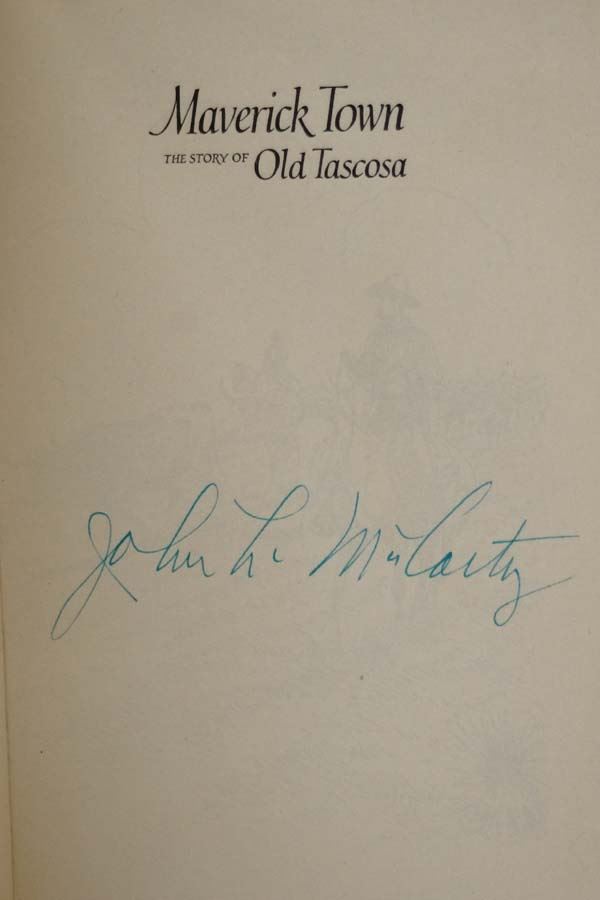 Maverick Town
THE STORY OF Old Tascosa
John L. McCarty